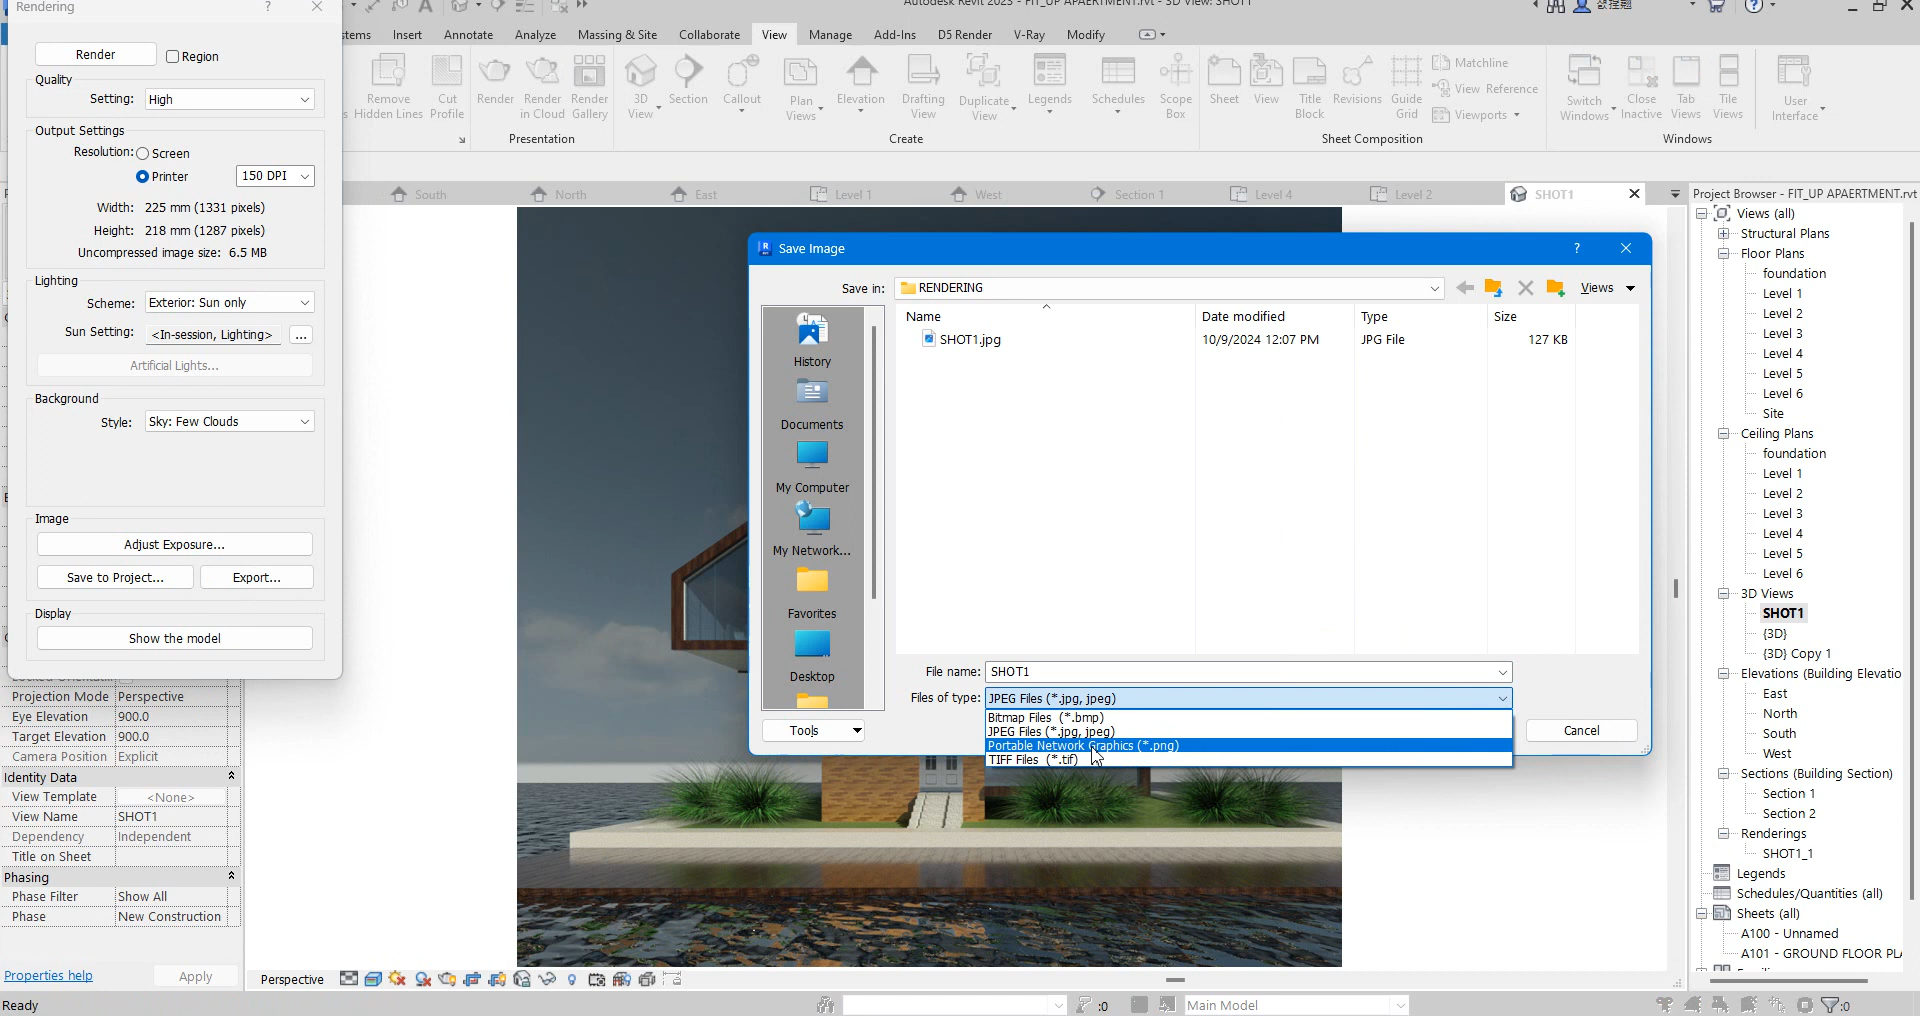 Rendering
?
Autodesk Revit 2023 - FIT_UP APAERTMENT.rvt - 3D View: SHOT1
Render
Region
Quality
Setting: High
Output Settings
Resolution: Screen
Printer
150 DPI
Width: 225 mm (1331 pixels)
Height: 218 mm (1287 pixels)
Uncompressed image size: 6.5 MB
Lighting
Scheme: Exterior: Sun only
Sun Setting: <In-session, Lighting> ...
Artificial Lights...
Background
Style: Sky: Few Clouds
Image
Adjust Exposure...
Save to Project... Export...
Display
Show the model
stems Insert Annotate Analyze Massing & Site Collaborate View Manage Add-Ins D5 Render V-Ray Modify
Remove Hidden Lines
Cut Profile
Render
Render in Cloud
Render Gallery
3D View
Section
Callout
Plan Views
Elevation
Drafting View
Duplicate View
Legends
Schedules
Scope Box
Sheet
View
Title Block
Revisions
Guide Grid
Matchline
View Reference
Viewports
Switch Windows
Close Inactive
Tab Views
Tile Views
User Interface
Presentation Create Sheet Composition Windows
South North East Level 1 West Section 1 Level 4 Level 2 SHOT1
Save Image
?
Save in: RENDERING
Views
Name Date modified Type Size
SHOT1.jpg 10/9/2024 12:07 PM JPG File 127 KB
History
Documents
My Computer
My Network...
Favorites
Desktop
File name: SHOT1
Files of type: JPEG Files (*.jpg, jpeg)
Bitmap Files (*.bmp)
JPEG Files (*.jpg, jpeg)
Portable Network Graphics (*.png)
TIFF Files (*.tif)
Tools
Cancel
Project Browser - FIT_UP APAERTMENT.rvt
Views (all)
Structural Plans
Floor Plans
foundation
Level 1
Level 2
Level 3
Level 4
Level 5
Level 6
Site
Ceiling Plans
foundation
Level 1
Level 2
Level 3
Level 4
Level 5
Level 6
3D Views
SHOT1
{3D}
{3D} Copy 1
Elevations (Building Elevatio
East
North
South
West
Sections (Building Section)
Section 1
Section 2
Renderings
SHOT1_1
Legends
Schedules/Quantities (all)
Sheets (all)
A100 - Unnamed
A101 - GROUND FLOOR PLA
Projection Mode Perspective
Eye Elevation 900.0
Target Elevation 900.0
Camera Position Explicit
Identity Data
View Template <None>
View Name SHOT1
Dependency Independent
Title on Sheet
Phasing
Phase Filter Show All
Phase New Construction
Properties help
Apply
Perspective
Ready
:0
Main Model
:0